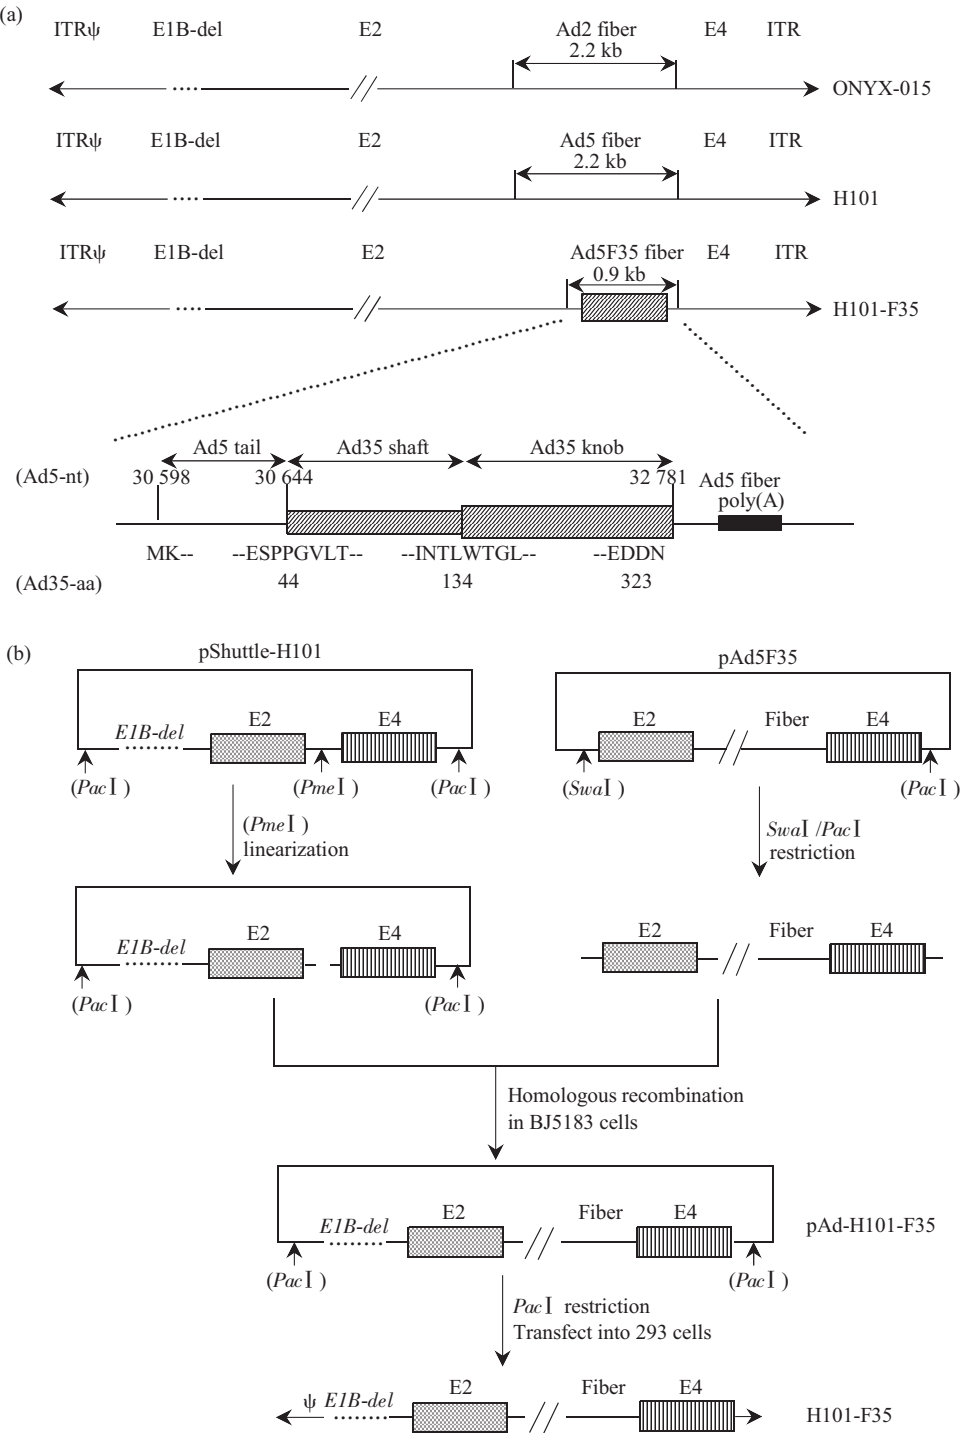 (a)
ITRψ E1B-del E2 Ad2 fiber E4 ITR
2.2 kb
ONYX-015
ITRψ E1B-del E2 Ad5 fiber E4 ITR
2.2 kb
H101
ITRψ E1B-del E2 Ad5F35 fiber E4 ITR
0.9 kb
H101-F35
Ad5 tail Ad35 shaft Ad35 knob
(Ad5-nt) 30 598 30 644 32 781 Ad5 fiber
poly(A)
MK-- --ESPPGVLT-- --INTLWTGL-- --EDDN
(Ad35-aa) 44 134 323
(b)
pShuttle-H101 pAd5F35
E1B-del E2 E4 E2 Fiber E4
(PacI) (PmeI) (PacI) (SwaI) (PacI)
(PmeI)
linearization
SwaI/PacI
restriction
E1B-del E2 E4 E2 Fiber E4
(PacI) (PacI)
Homologous recombination
in BJ5183 cells
E1B-del E2 Fiber E4 pAd-H101-F35
(PacI) (PacI)
PacI restriction
Transfect into 293 cells
ψ E1B-del E2 Fiber E4 H101-F35